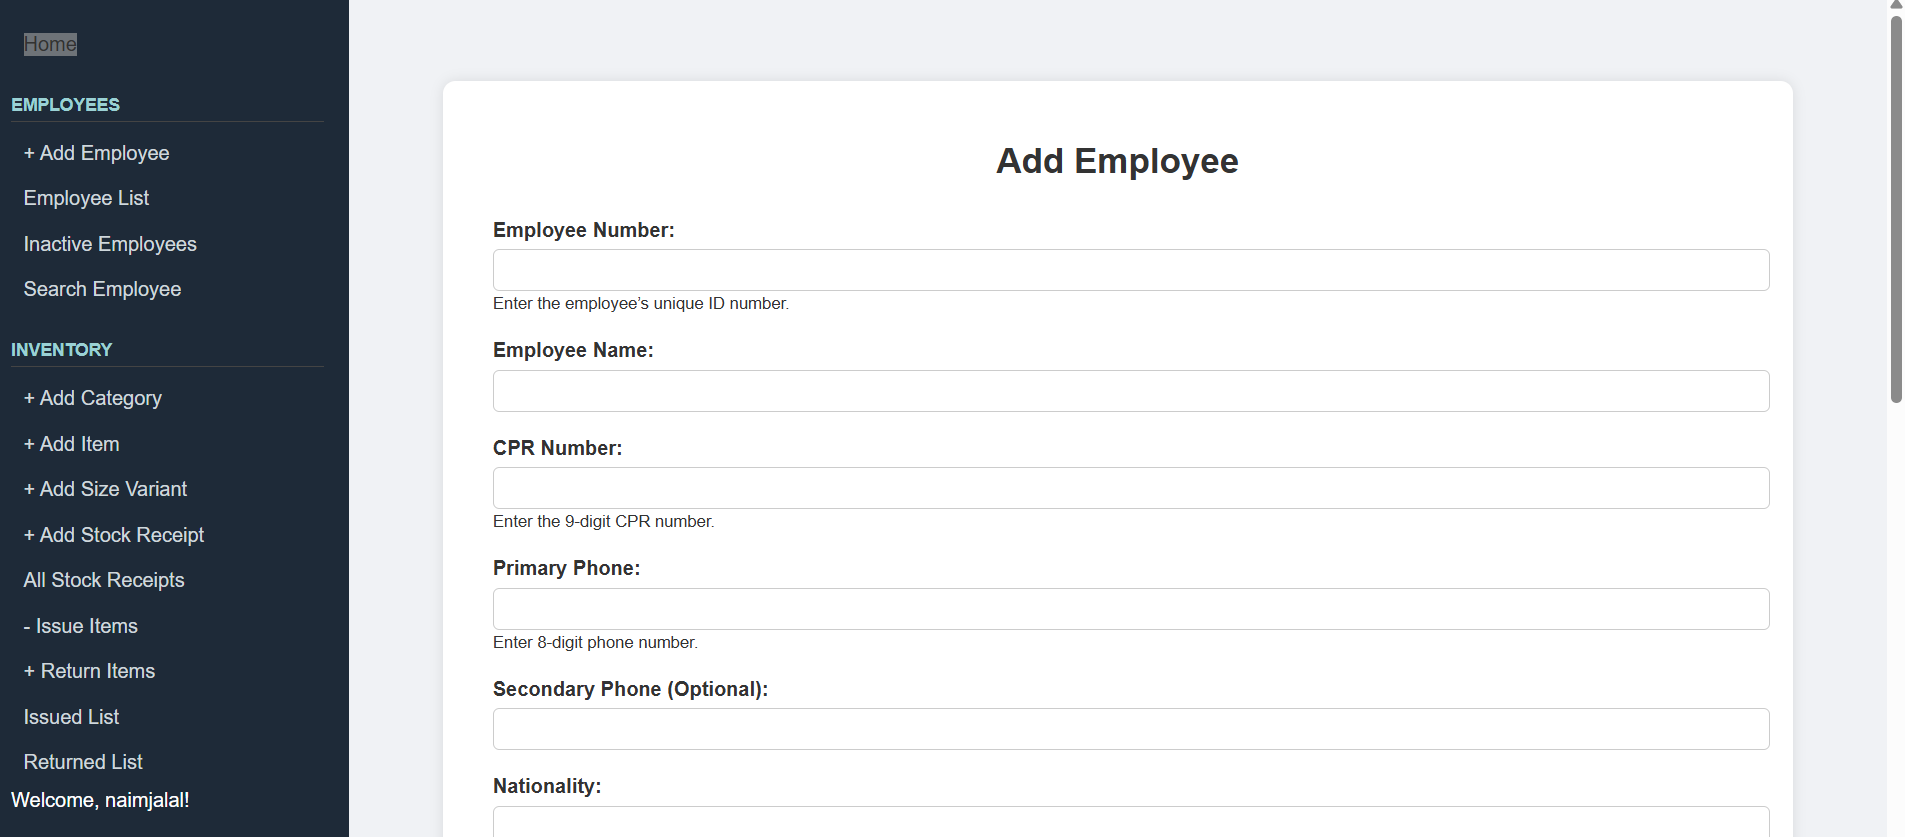 Home
EMPLOYEES
+ Add Employee
Employee List
Inactive Employees
Search Employee
INVENTORY
+ Add Category
+ Add Item
+ Add Size Variant
+ Add Stock Receipt
All Stock Receipts
- Issue Items
+ Return Items
Issued List
Returned List
Welcome, naimjalal!
Add Employee
Employee Number:
Enter the employee’s unique ID number.
Employee Name:
CPR Number:
Enter the 9-digit CPR number.
Primary Phone:
Enter 8-digit phone number.
Secondary Phone (Optional):
Nationality: